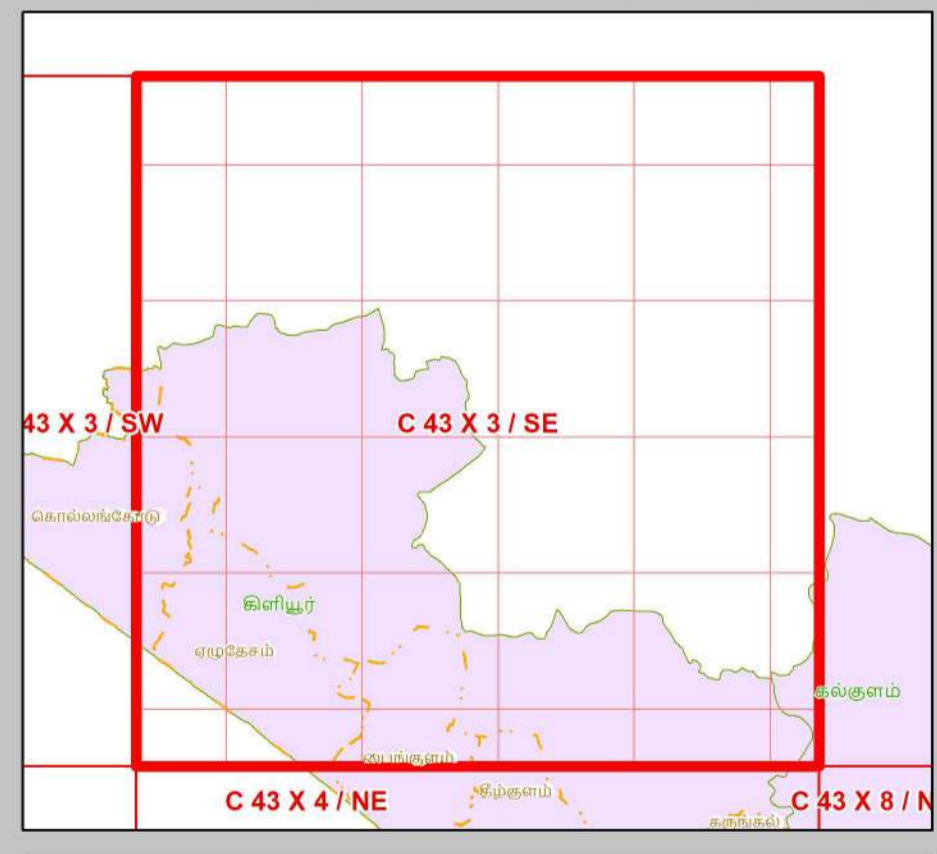 43 X 3 / SW
C 43 X 3 / SE
கொல்லங்கோடு
கிளியூர்
ஏழுதேசம்
கல்குளம்
பைங்குளம்
கீழ்குளம்
C 43 X 4 / NE
C 43 X 8 / N
கருங்கல்